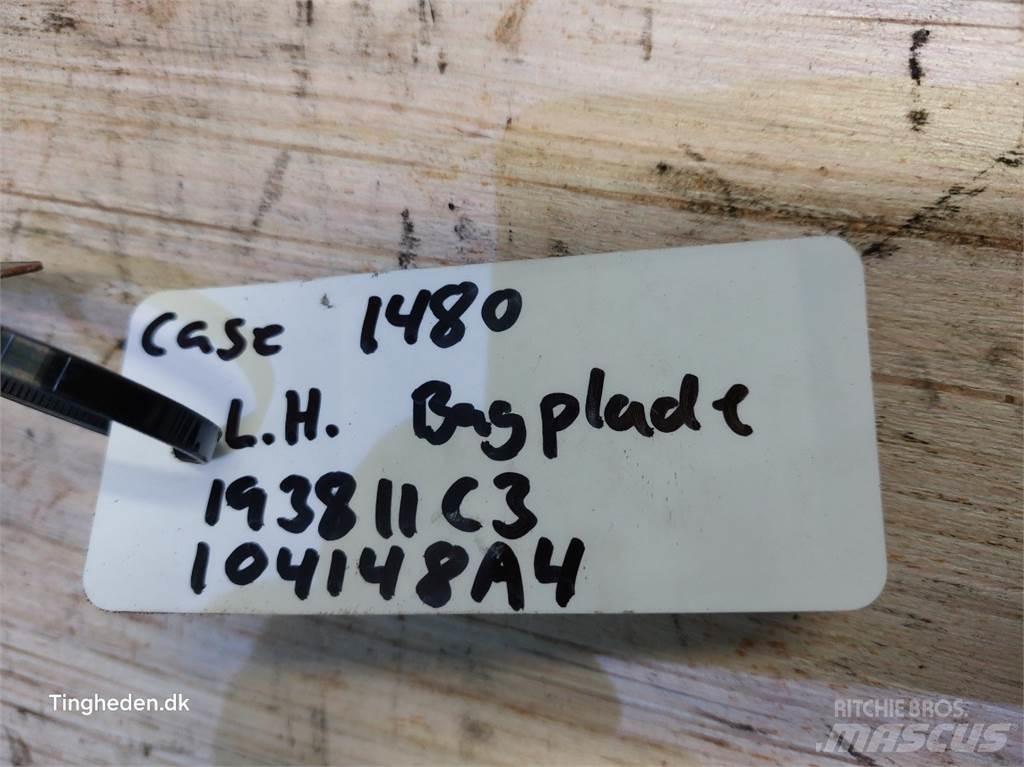 Case 1480
L.H. Bagplade
193811C3
104148A4
Tingheden.dk
RITCHIE BROS.
MASCUS